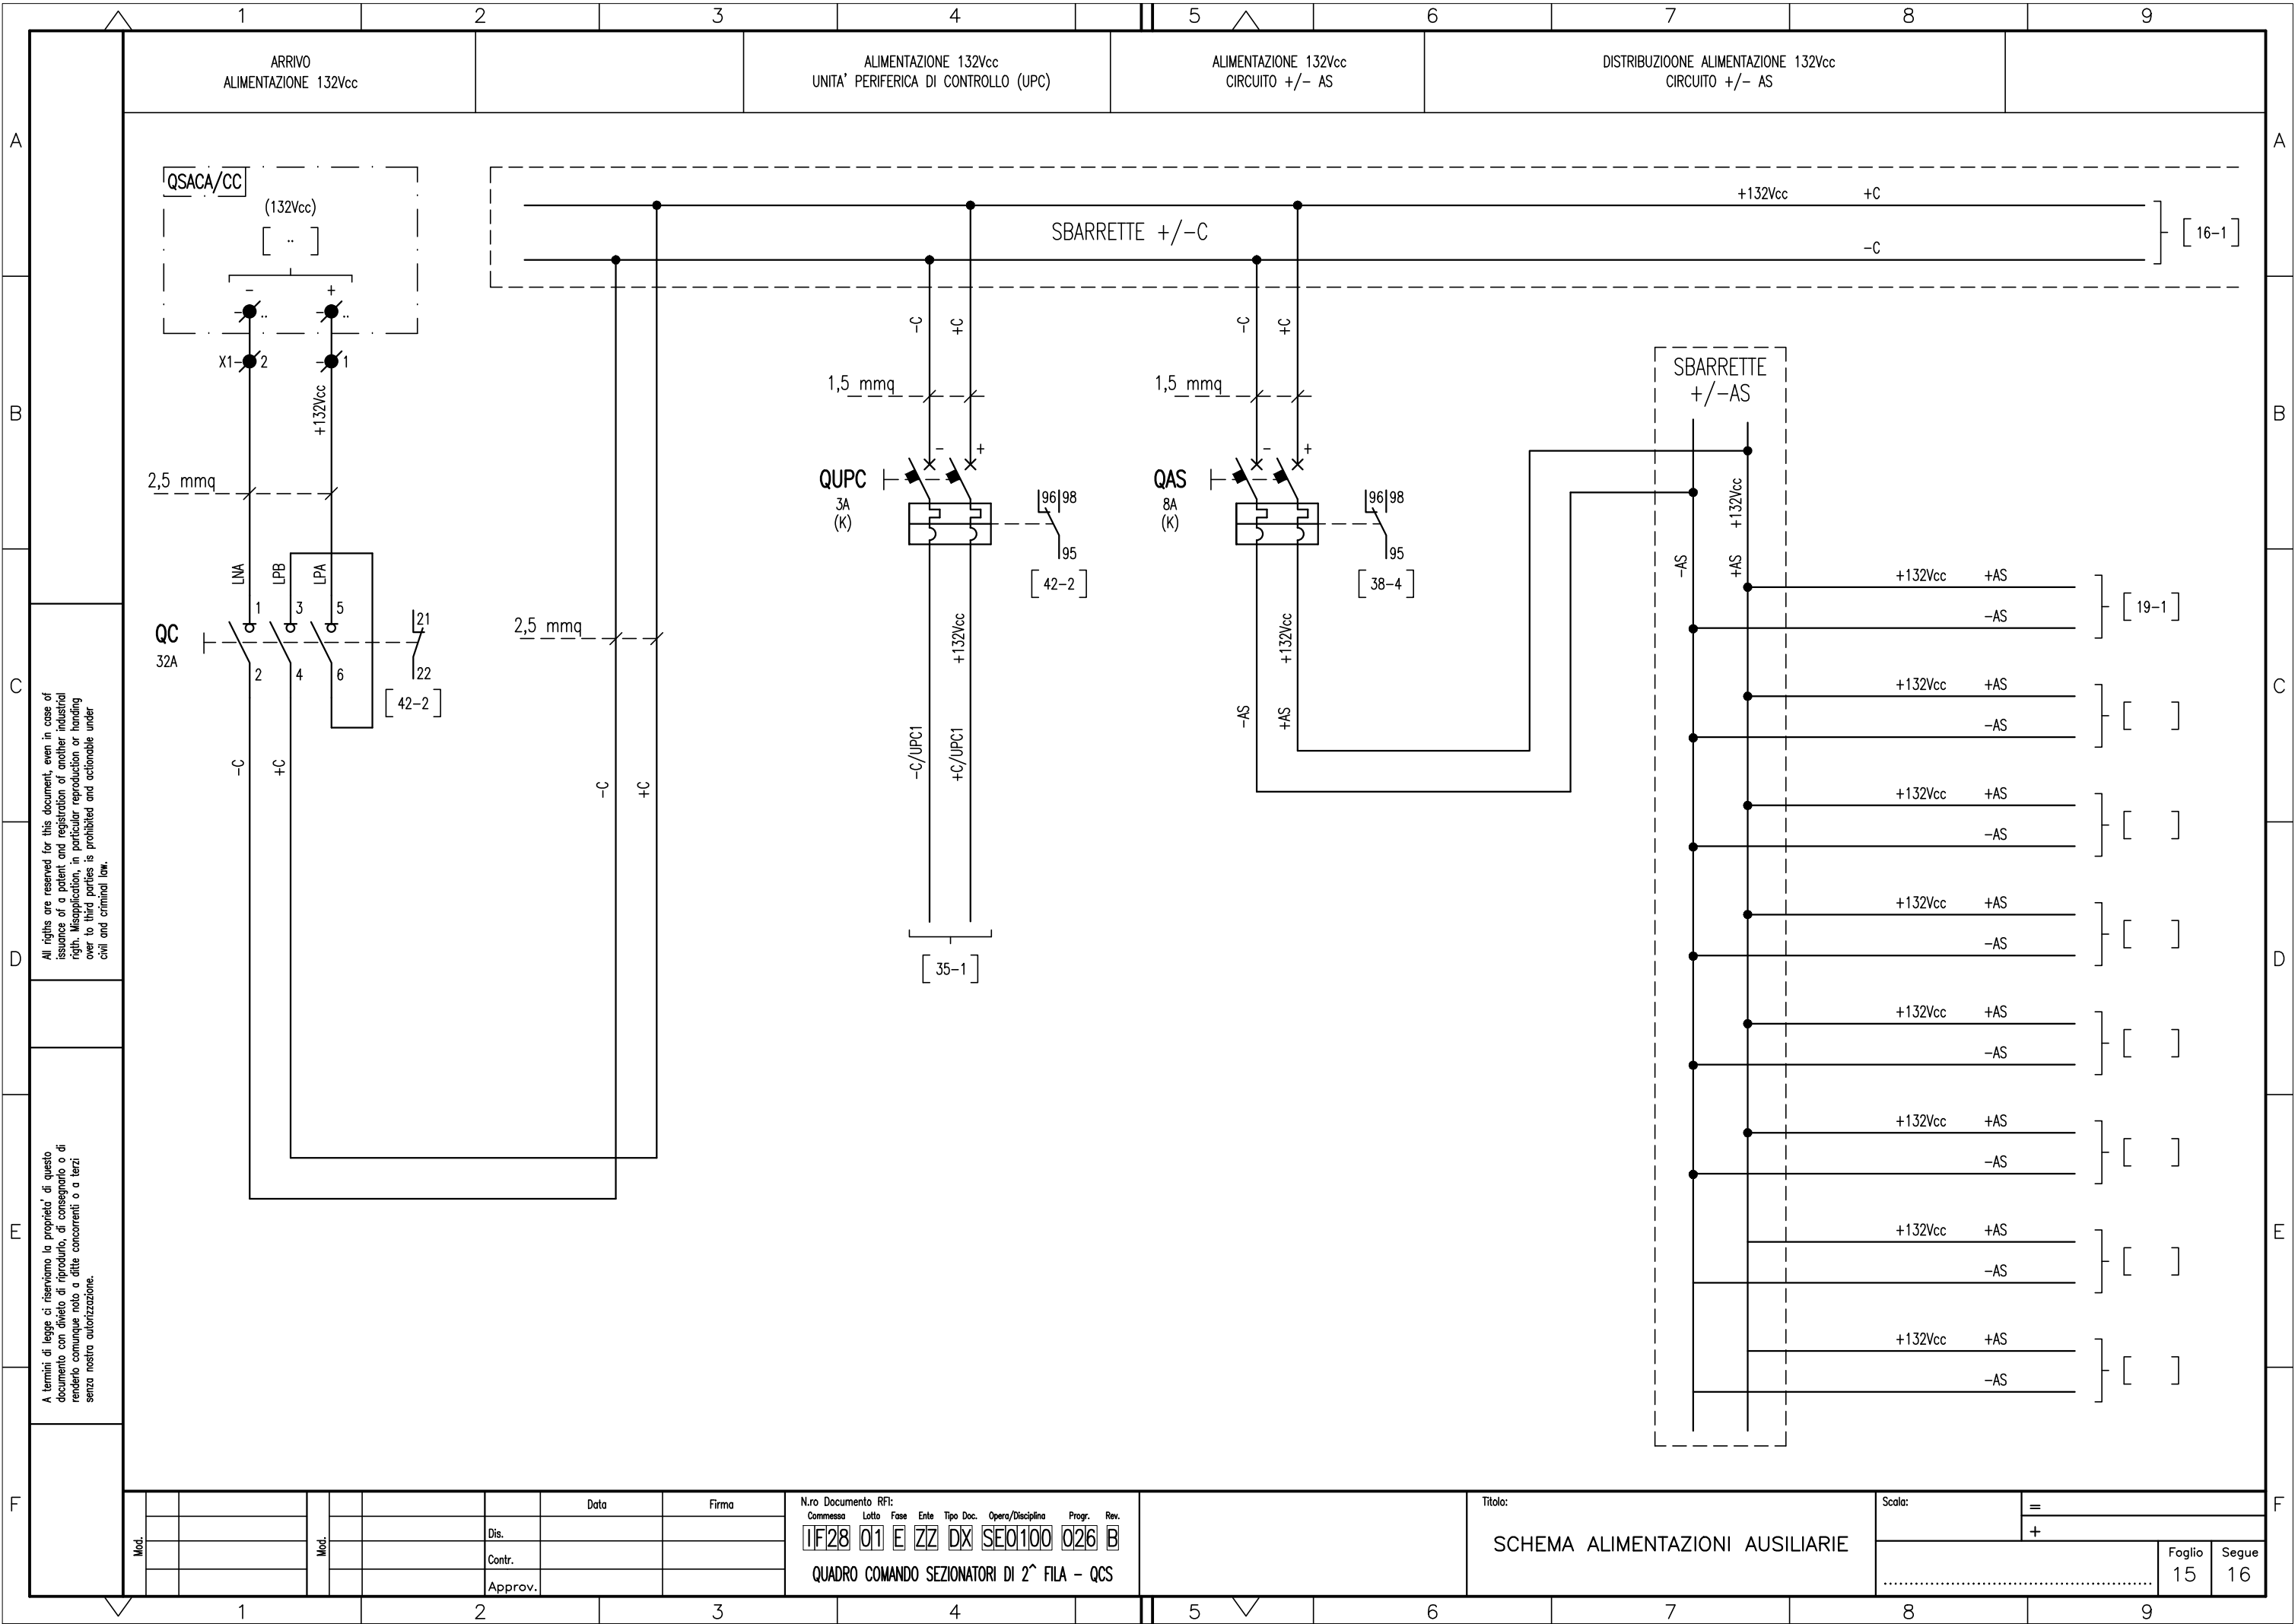 1 2 3 4 5 6 7 8 9
ARRIVO
ALIMENTAZIONE 132Vcc
ALIMENTAZIONE 132Vcc
UNITA' PERIFERICA DI CONTROLLO (UPC)
ALIMENTAZIONE 132Vcc
CIRCUITO +/- AS
DISTRIBUZIOONE ALIMENTAZIONE 132Vcc
CIRCUITO +/- AS
A
A
B
B
C
C
D
D
E
E
F
F
QSACA/CC
(132Vcc)
[ .. ]
- +
.. ..
X1 2 1
+132Vcc
2,5 mmq
LNA LPB LPA
1 3 5
QC
32A
2 4 6
21
22
[ 42-2 ]
-C +C
2,5 mmq
-C +C
SBARRETTE +/-C
+132Vcc +C
-C
[ 16-1 ]
-C +C
1,5 mmq
- +
QUPC
3A
(K)
96 98
95
[ 42-2 ]
+132Vcc
-C/UPC1 +C/UPC1
[ 35-1 ]
-C +C
1,5 mmq
- +
QAS
8A
(K)
96 98
95
[ 38-4 ]
+132Vcc
-AS +AS
SBARRETTE
+/-AS
+132Vcc
-AS +AS
+132Vcc +AS
-AS
[ 19-1 ]
+132Vcc +AS
-AS
[ ]
+132Vcc +AS
-AS
[ ]
+132Vcc +AS
-AS
[ ]
+132Vcc +AS
-AS
[ ]
+132Vcc +AS
-AS
[ ]
+132Vcc +AS
-AS
[ ]
+132Vcc +AS
-AS
[ ]
All rigths are reserved for this document, even in case of
issuance of a patent and registration of another industrial
rigth. Misapplication, in particular reproduction or handing
over to third parties is prohibited and actionable under
civil and criminal law.
A termini di legge ci riserviamo la proprieta' di questo
documento con divieto di riprodurlo, di consegnarlo o di
renderlo comunque noto a ditte concorrenti o a terzi
senza nostra autorizzazione.
Mod.
Mod.
Data Firma
Dis.
Contr.
Approv.
N.ro Documento RFI:
Commessa Lotto Fase Ente Tipo Doc. Opera/Disciplina Progr. Rev.
IF28 01 E ZZ DX SE0100 026 B
QUADRO COMANDO SEZIONATORI DI 2^ FILA - QCS
Titolo:
SCHEMA ALIMENTAZIONI AUSILIARIE
Scala:
=
+
Foglio Segue
15 16
1 2 3 4 5 6 7 8 9